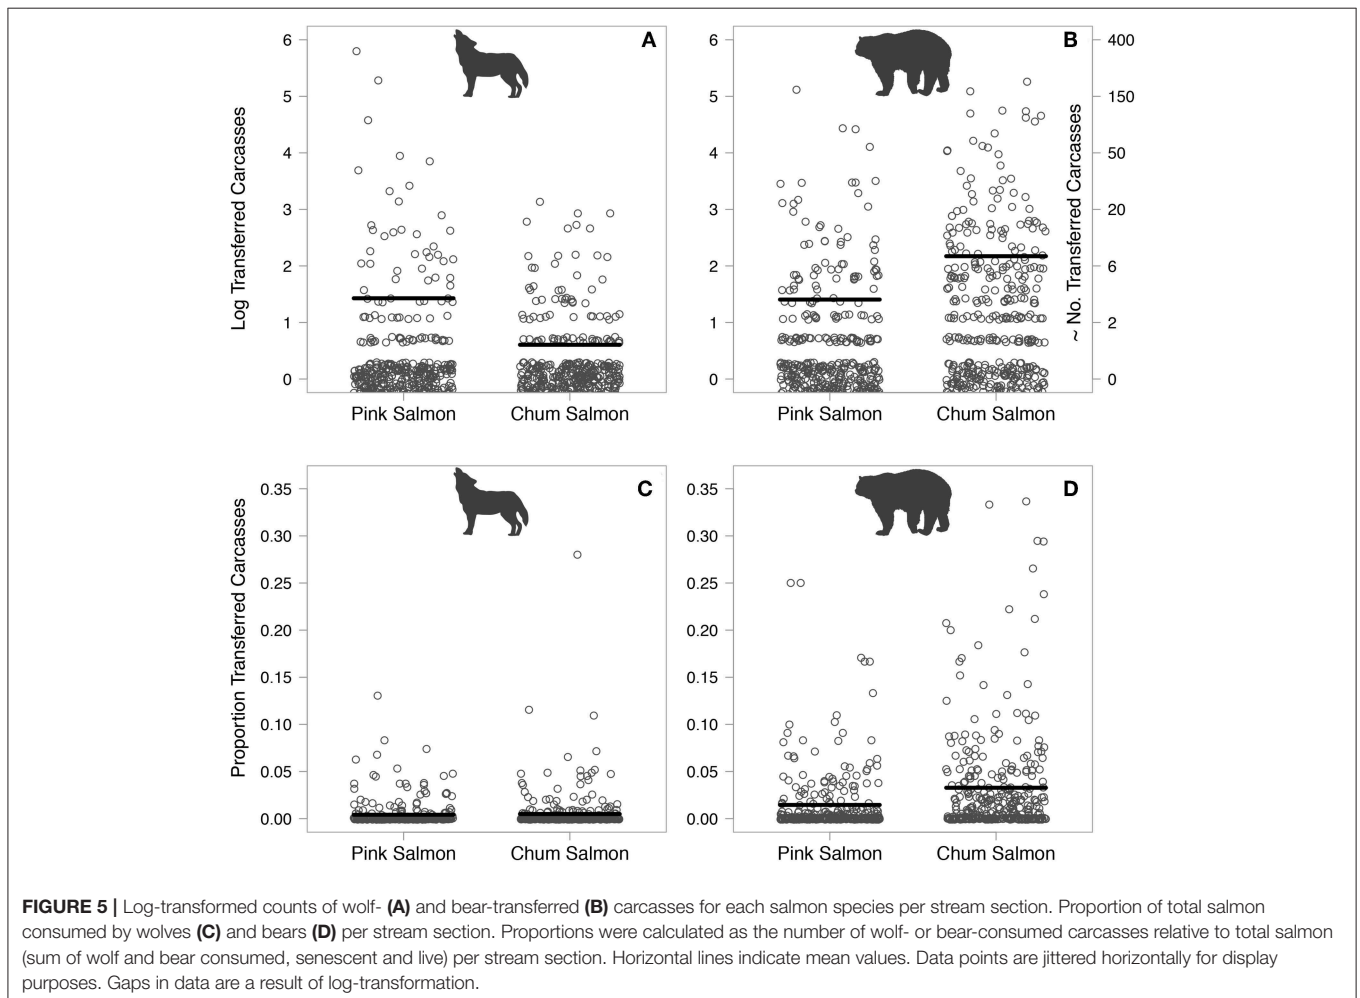 A
6
5
4
3
2
1
0
Log Transferred Carcasses
Pink Salmon Chum Salmon
B
6
5
4
3
2
1
0
400
150
50
20
6
2
0
~ No. Transferred Carcasses
Pink Salmon Chum Salmon
C
0.35
0.30
0.25
0.20
0.15
0.10
0.05
0.00
Proportion Transferred Carcasses
Pink Salmon Chum Salmon
D
0.35
0.30
0.25
0.20
0.15
0.10
0.05
0.00
Pink Salmon Chum Salmon
FIGURE 5 | Log-transformed counts of wolf- (A) and bear-transferred (B) carcasses for each salmon species per stream section. Proportion of total salmon
consumed by wolves (C) and bears (D) per stream section. Proportions were calculated as the number of wolf- or bear-consumed carcasses relative to total salmon
(sum of wolf and bear consumed, senescent and live) per stream section. Horizontal lines indicate mean values. Data points are jittered horizontally for display
purposes. Gaps in data are a result of log-transformation.